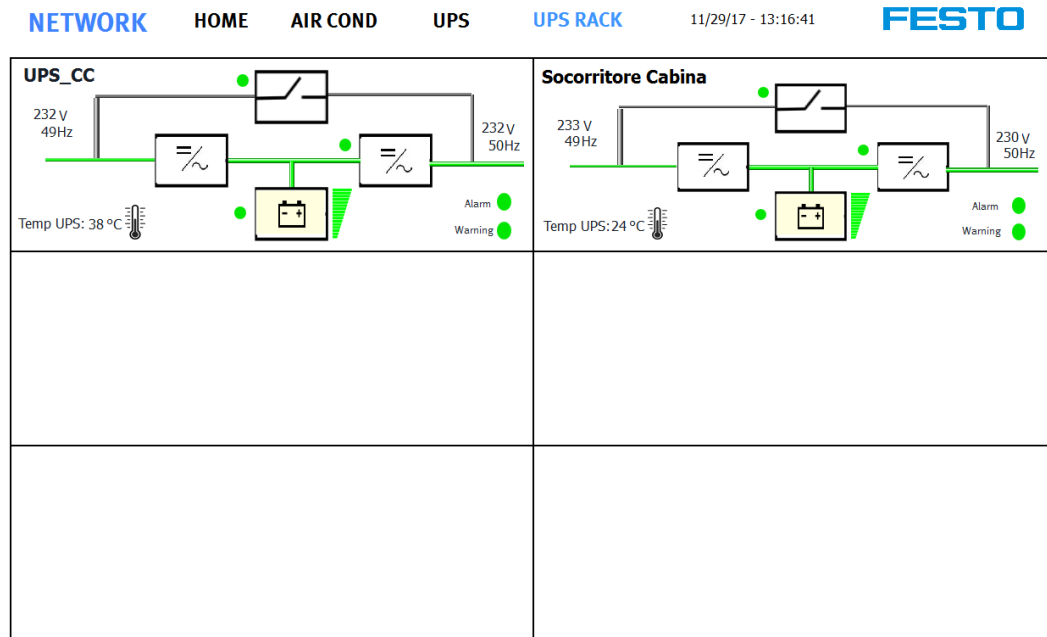 NETWORK HOME AIR COND UPS UPS RACK 11/29/17 - 13:16:41 FESTO
UPS_CC
232 V
49Hz
232 V
50Hz
Temp UPS: 38 °C
Alarm
Warning
Socorritore Cabina
233 V
49Hz
230 V
50Hz
Temp UPS: 24 °C
Alarm
Warning